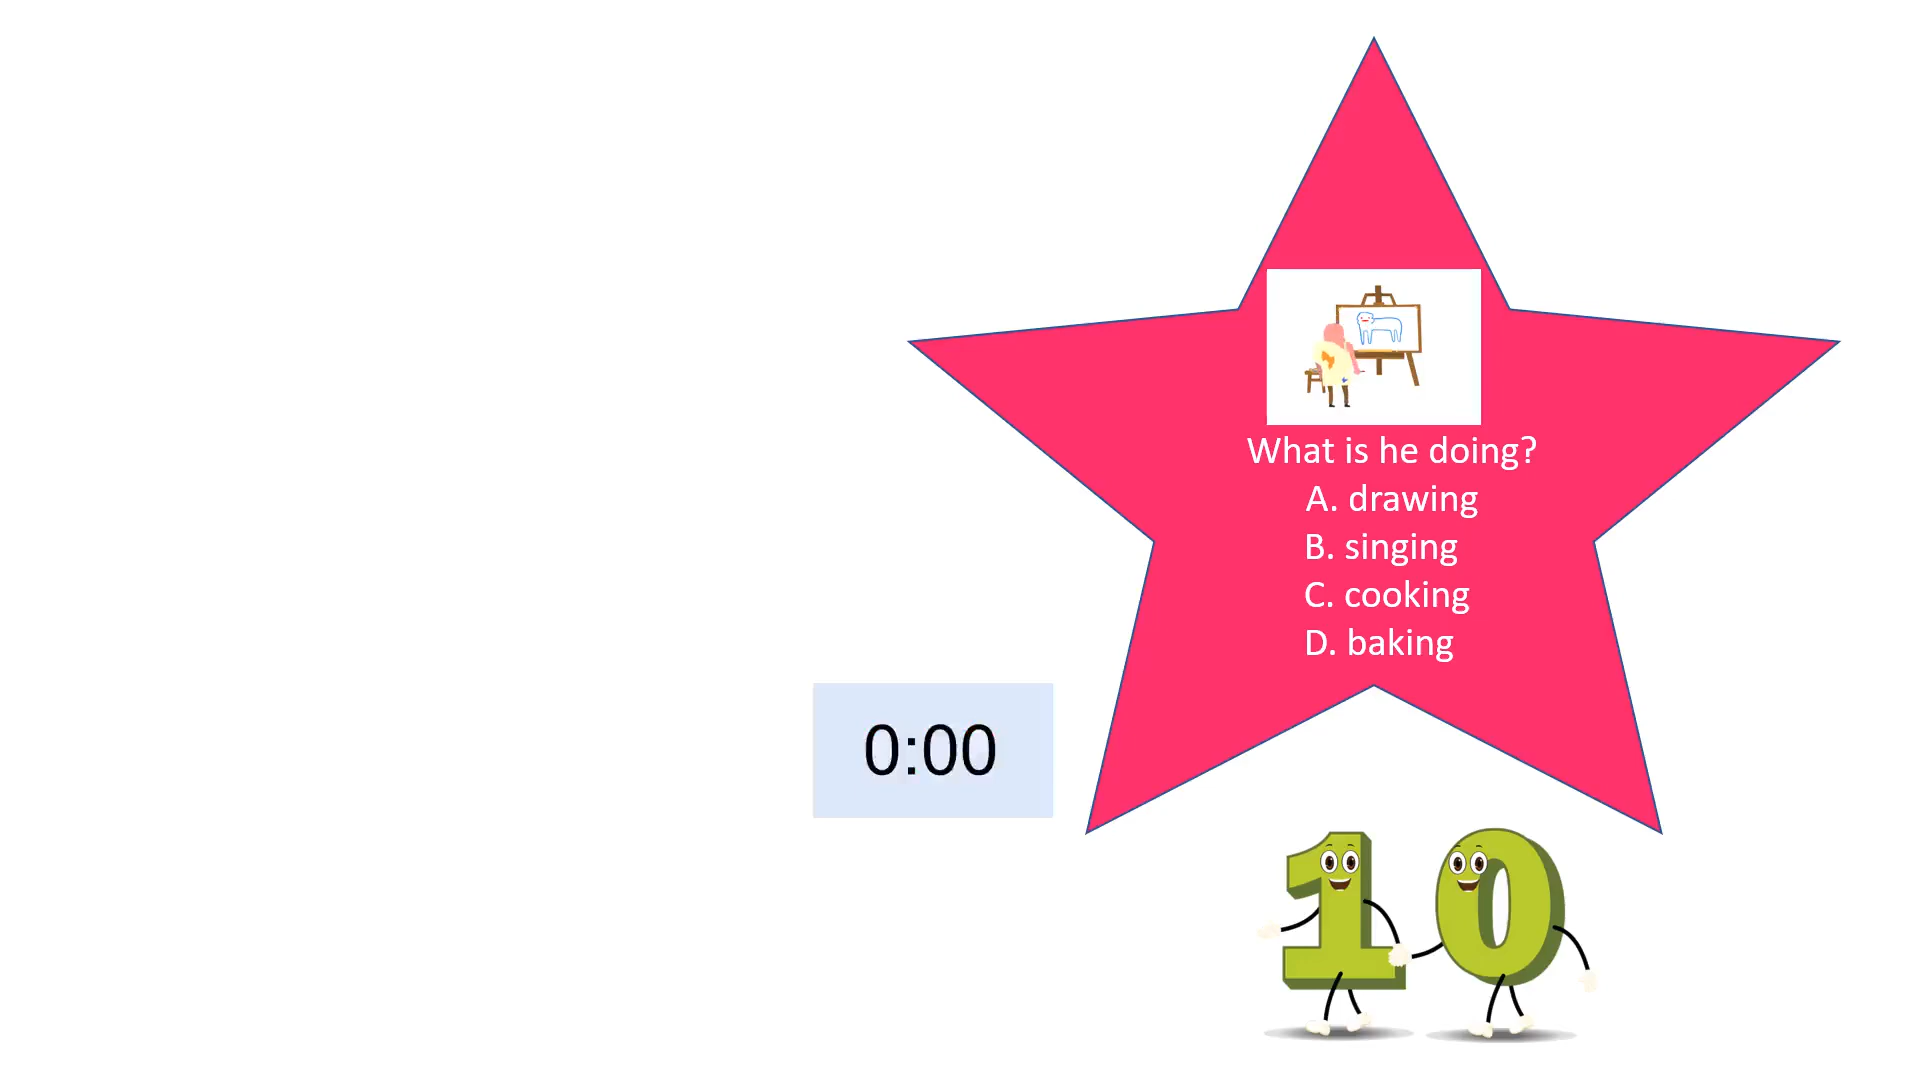 What is he doing?
A. drawing
B. singing
C. cooking
D. baking
0:00
10